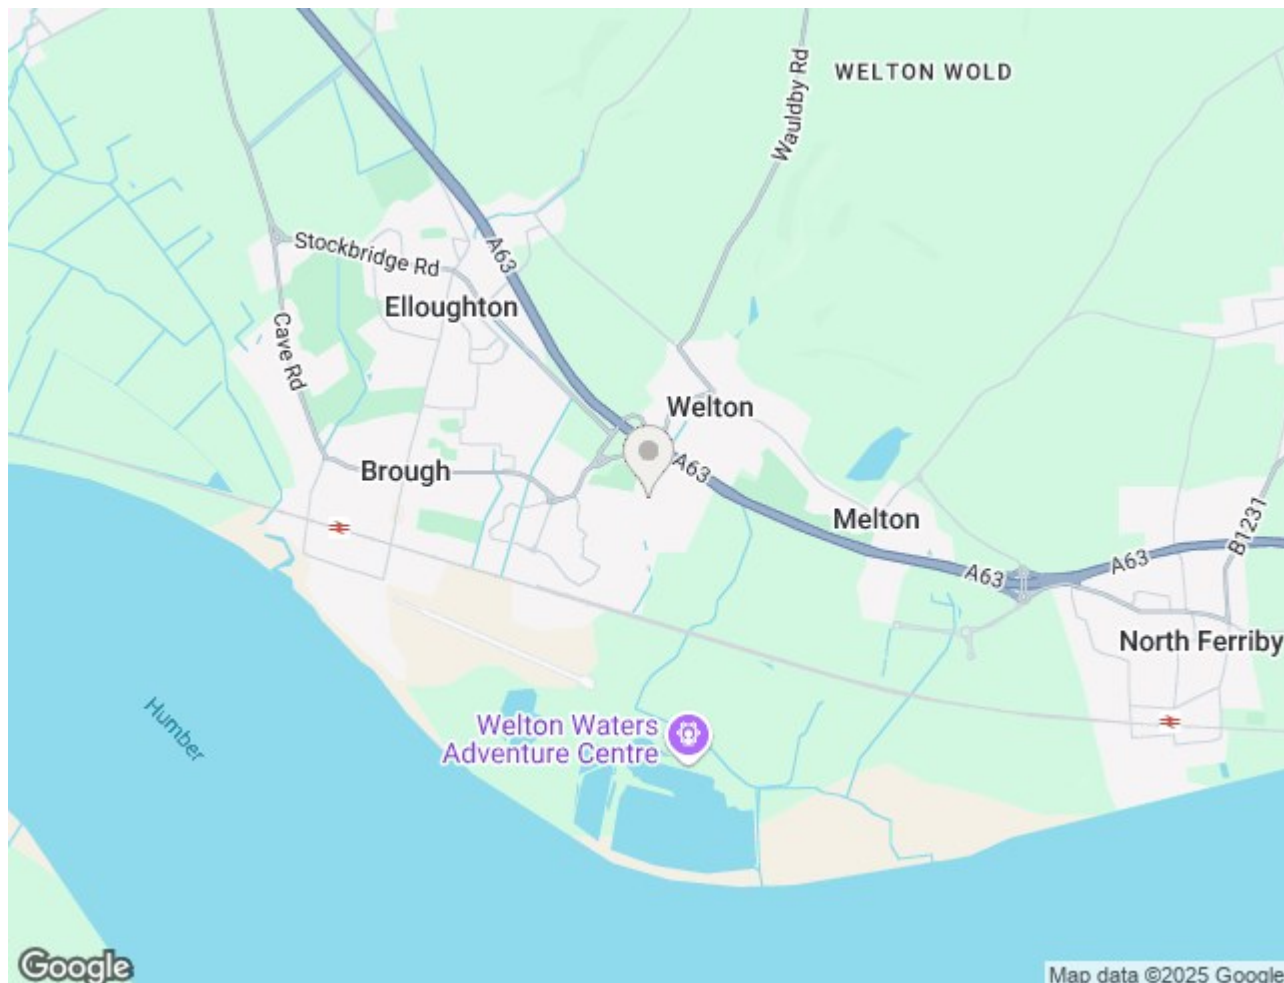 WELTON WOLD
Wauldby Rd
Stockbridge Rd
A63
Elloughton
Cave Rd
Welton
Brough
A63
Melton
B1231
A63
A63
North Ferriby
Humber
Welton Waters
Adventure Centre
Google
Map data ©2025 Google